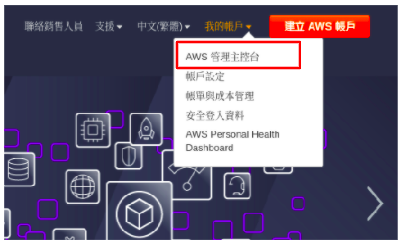 聯絡銷售人員 支援 中文(繁體) 我的帳戶 建立 AWS 帳戶
AWS 管理主控台
帳戶設定
帳單與成本管理
安全登入資料
AWS Personal Health
Dashboard